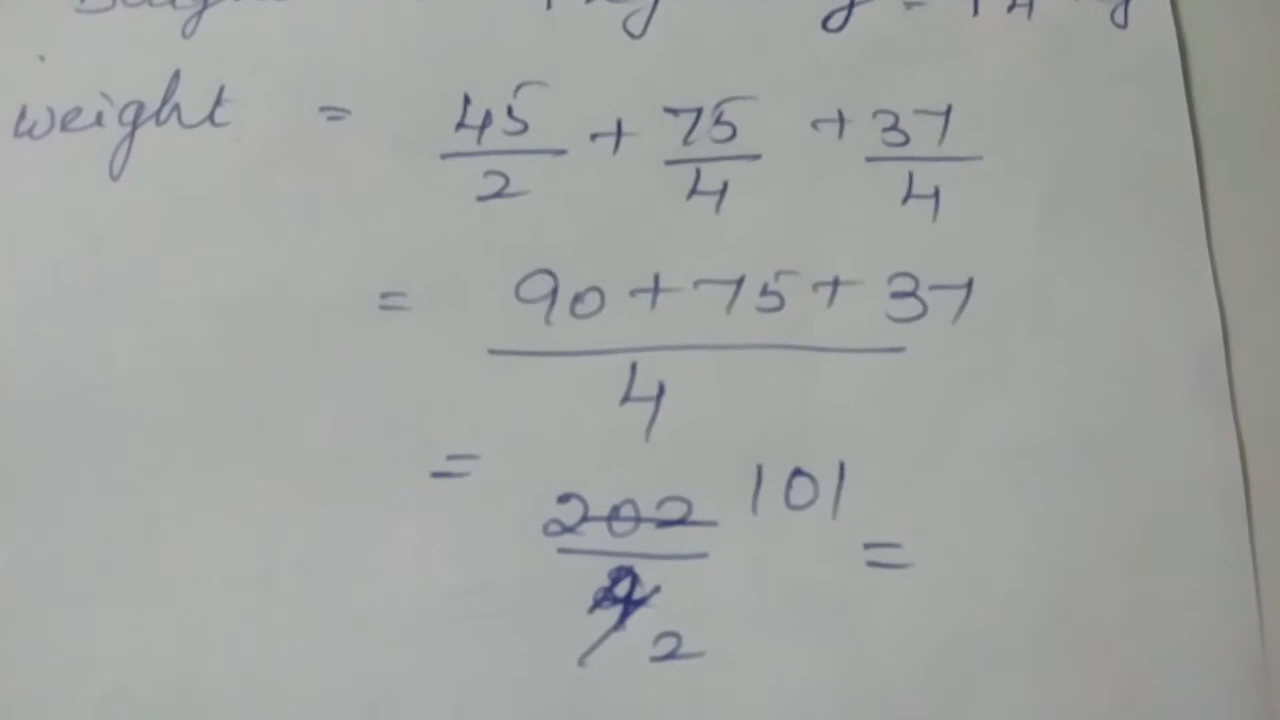 weight = 45/2 + 75/4 + 37/4
= 90 + 75 + 37 / 4
= 202/4 101/2 =